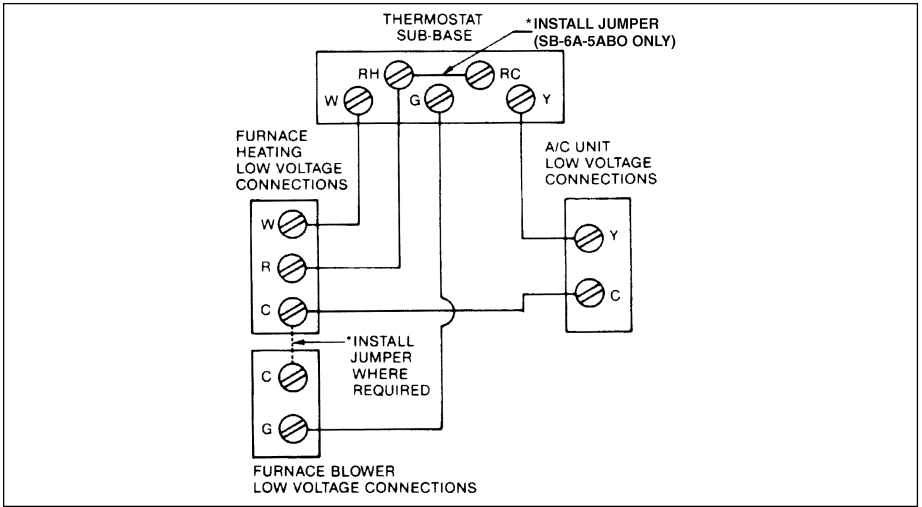 THERMOSTAT
SUB-BASE
*INSTALL JUMPER
(SB-6A-5ABO ONLY)
RH
RC
W
G
Y
FURNACE
HEATING
LOW VOLTAGE
CONNECTIONS
A/C UNIT
LOW VOLTAGE
CONNECTIONS
W
R
C
Y
C
*INSTALL
JUMPER
WHERE
REQUIRED
C
G
FURNACE BLOWER
LOW VOLTAGE CONNECTIONS